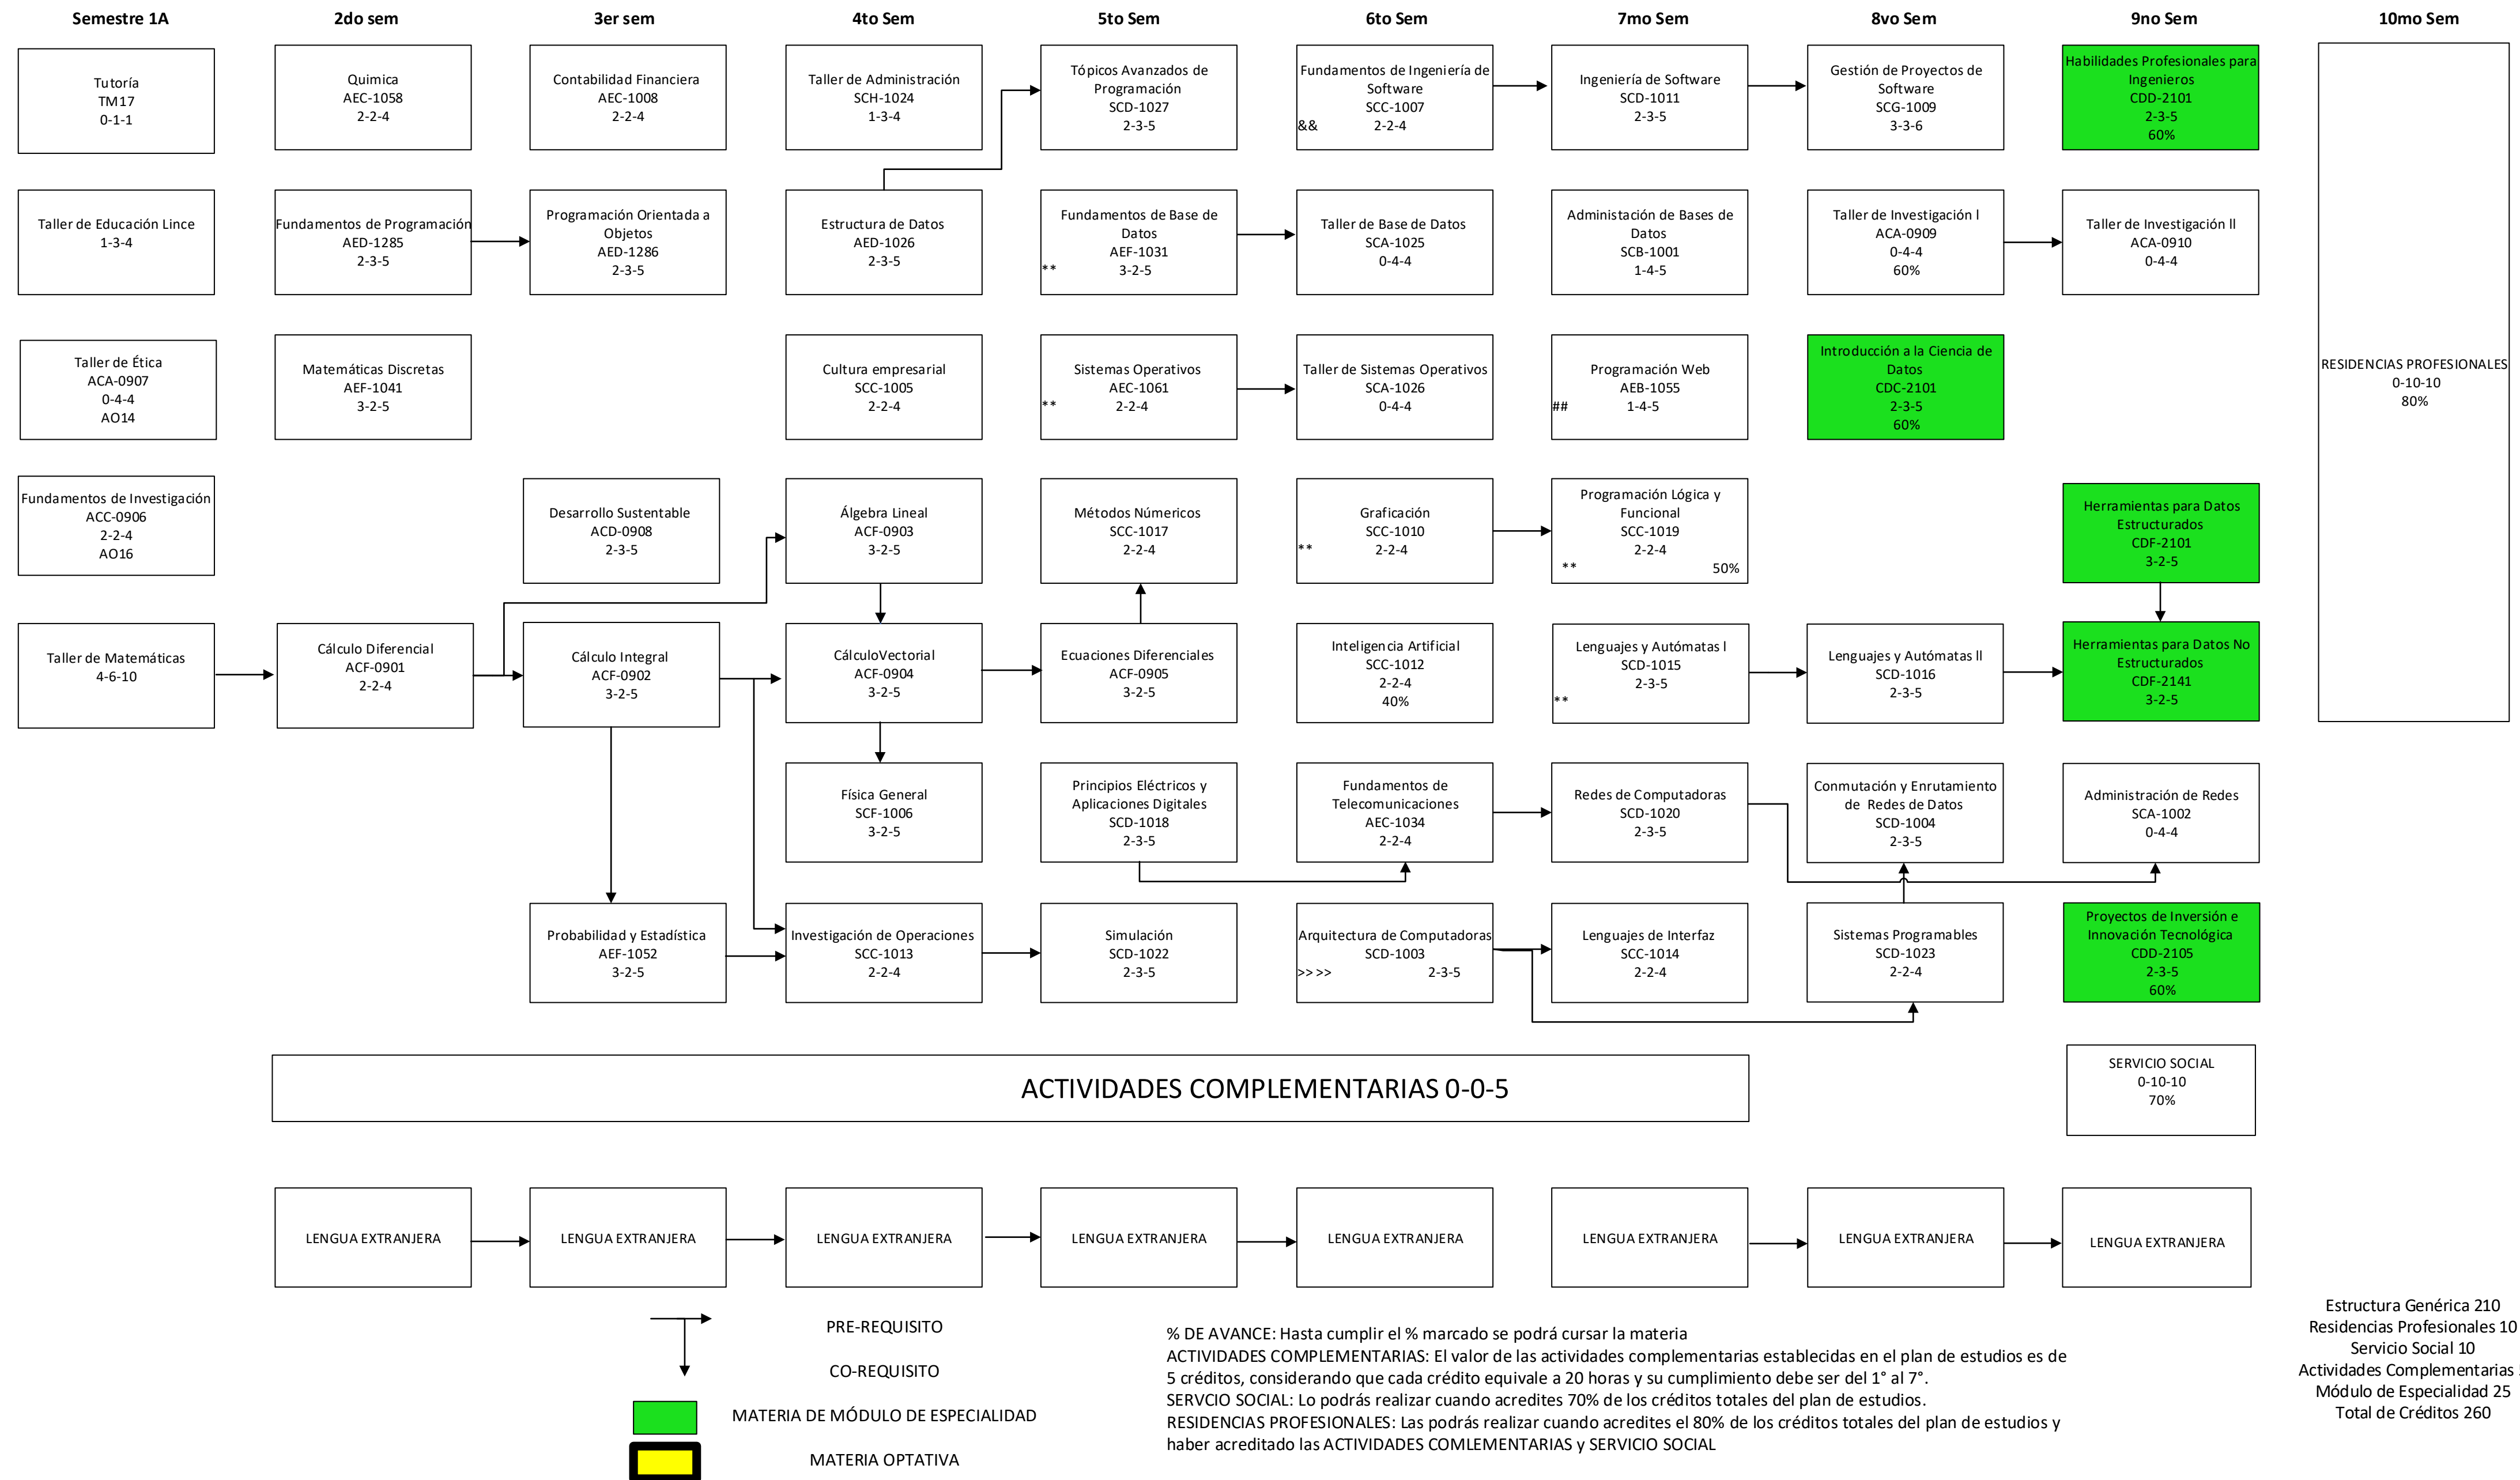 Semestre 1A
2do sem
3er sem
4to Sem
5to Sem
6to Sem
7mo Sem
8vo Sem
9no Sem
10mo Sem
Tutoría
TM17
0-1-1
Quimica
AEC-1058
2-2-4
Contabilidad Financiera
AEC-1008
2-2-4
Taller de Administración
SCH-1024
1-3-4
Tópicos Avanzados de
Programación
SCD-1027
2-3-5
Fundamentos de Ingeniería de
Software
SCC-1007
&& 2-2-4
Ingeniería de Software
SCD-1011
2-3-5
Gestión de Proyectos de
Software
SCG-1009
3-3-6
Habilidades Profesionales para
Ingenieros
CDD-2101
2-3-5
60%
Taller de Educación Lince
1-3-4
Fundamentos de Programación
AED-1285
2-3-5
Programación Orientada a
Objetos
AED-1286
2-3-5
Estructura de Datos
AED-1026
2-3-5
Fundamentos de Base de
Datos
AEF-1031
** 3-2-5
Taller de Base de Datos
SCA-1025
0-4-4
Administación de Bases de
Datos
SCB-1001
1-4-5
Taller de Investigación l
ACA-0909
0-4-4
60%
Taller de Investigación ll
ACA-0910
0-4-4
Taller de Ética
ACA-0907
0-4-4
AO14
Matemáticas Discretas
AEF-1041
3-2-5
Cultura empresarial
SCC-1005
2-2-4
Sistemas Operativos
AEC-1061
** 2-2-4
Taller de Sistemas Operativos
SCA-1026
0-4-4
Programación Web
AEB-1055
## 1-4-5
Introducción a la Ciencia de
Datos
CDC-2101
2-3-5
60%
RESIDENCIAS PROFESIONALES
0-10-10
80%
Fundamentos de Investigación
ACC-0906
2-2-4
AO16
Desarrollo Sustentable
ACD-0908
2-3-5
Álgebra Lineal
ACF-0903
3-2-5
Métodos Númericos
SCC-1017
2-2-4
Graficación
SCC-1010
** 2-2-4
Programación Lógica y
Funcional
SCC-1019
2-2-4
** 50%
Herramientas para Datos
Estructurados
CDF-2101
3-2-5
Taller de Matemáticas
4-6-10
Cálculo Diferencial
ACF-0901
2-2-4
Cálculo Integral
ACF-0902
3-2-5
CálculoVectorial
ACF-0904
3-2-5
Ecuaciones Diferenciales
ACF-0905
3-2-5
Inteligencia Artificial
SCC-1012
2-2-4
40%
Lenguajes y Autómatas l
SCD-1015
2-3-5
**
Lenguajes y Autómatas ll
SCD-1016
2-3-5
Herramientas para Datos No
Estructurados
CDF-2141
3-2-5
Física General
SCF-1006
3-2-5
Principios Eléctricos y
Aplicaciones Digitales
SCD-1018
2-3-5
Fundamentos de
Telecomunicaciones
AEC-1034
2-2-4
Redes de Computadoras
SCD-1020
2-3-5
Conmutación y Enrutamiento
de Redes de Datos
SCD-1004
2-3-5
Administración de Redes
SCA-1002
0-4-4
Probabilidad y Estadística
AEF-1052
3-2-5
Investigación de Operaciones
SCC-1013
2-2-4
Simulación
SCD-1022
2-3-5
Arquitectura de Computadoras
SCD-1003
>>>> 2-3-5
Lenguajes de Interfaz
SCC-1014
2-2-4
Sistemas Programables
SCD-1023
2-2-4
Proyectos de Inversión e
Innovación Tecnológica
CDD-2105
2-3-5
60%
ACTIVIDADES COMPLEMENTARIAS 0-0-5
SERVICIO SOCIAL
0-10-10
70%
LENGUA EXTRANJERA
LENGUA EXTRANJERA
LENGUA EXTRANJERA
LENGUA EXTRANJERA
LENGUA EXTRANJERA
LENGUA EXTRANJERA
LENGUA EXTRANJERA
LENGUA EXTRANJERA
PRE-REQUISITO
CO-REQUISITO
MATERIA DE MÓDULO DE ESPECIALIDAD
MATERIA OPTATIVA
% DE AVANCE: Hasta cumplir el % marcado se podrá cursar la materia
ACTIVIDADES COMPLEMENTARIAS: El valor de las actividades complementarias establecidas en el plan de estudios es de
5 créditos, considerando que cada crédito equivale a 20 horas y su cumplimiento debe ser del 1° al 7°.
SERVCIO SOCIAL: Lo podrás realizar cuando acredites 70% de los créditos totales del plan de estudios.
RESIDENCIAS PROFESIONALES: Las podrás realizar cuando acredites el 80% de los créditos totales del plan de estudios y
haber acreditado las ACTIVIDADES COMLEMENTARIAS y SERVICIO SOCIAL
Estructura Genérica 210
Residencias Profesionales 10
Servicio Social 10
Actividades Complementarias
Módulo de Especialidad 25
Total de Créditos 260